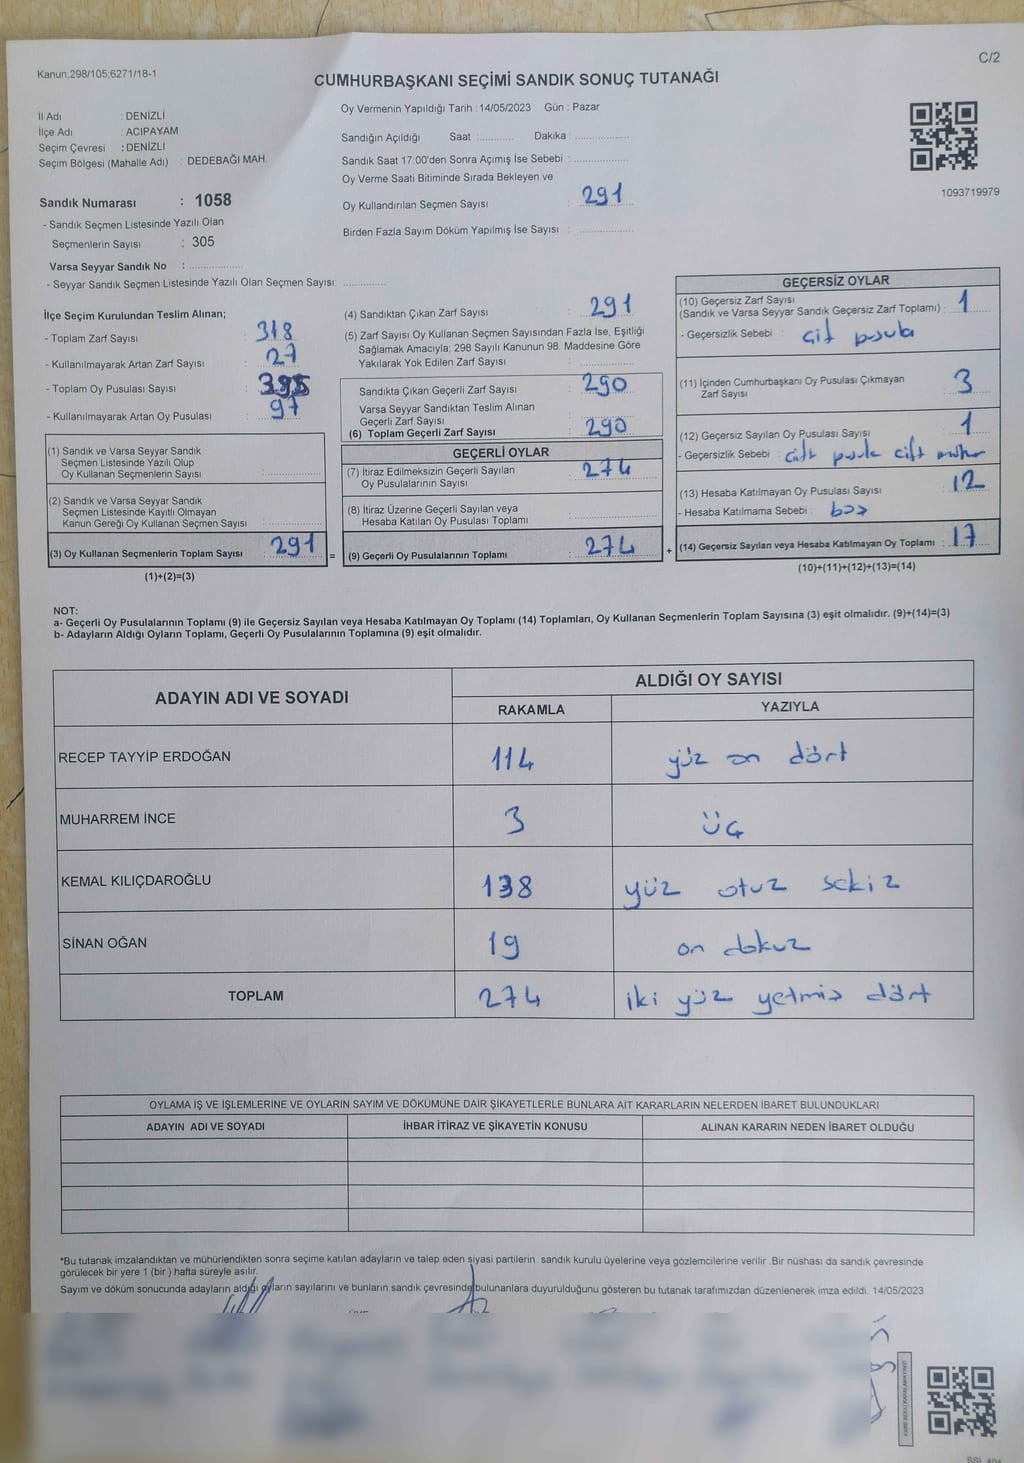 Kanun;298/105;6271/18-1
C/2
CUMHURBAŞKANI SEÇİMİ SANDIK SONUÇ TUTANAĞI
İl Adı : DENİZLİ
İlçe Adı : ACIPAYAM
Seçim Çevresi : DENİZLİ
Seçim Bölgesi (Mahalle Adı) : DEDEBAĞI MAH.
Sandık Numarası : 1058
- Sandık Seçmen Listesinde Yazılı Olan
Seçmenlerin Sayısı : 305
Varsa Seyyar Sandık No :
- Seyyar Sandık Seçmen Listesinde Yazılı Olan Seçmen Sayısı:
Oy Vermenin Yapıldığı Tarih : 14/05/2023 Gün : Pazar
Sandığın Açıldığı Saat : Dakika :
Sandık Saat 17:00'den Sonra Açımış İse Sebebi :
Oy Verme Saati Bitiminde Sırada Bekleyen ve
Oy Kullandırılan Seçmen Sayısı : 291
Birden Fazla Sayım Döküm Yapılmış İse Sayısı :
1093719979
İlçe Seçim Kurulundan Teslim Alınan;
- Toplam Zarf Sayısı : 318
- Kullanılmayarak Artan Zarf Sayısı : 27
- Toplam Oy Pusulası Sayısı :
- Kullanılmayarak Artan Oy Pusulası : 97
(1) Sandık ve Varsa Seyyar Sandık
Seçmen Listesinde Yazılı Olup
Oy Kullanan Seçmenlerin Sayısı :
(2) Sandık ve Varsa Seyyar Sandık
Seçmen Listesinde Kayıtlı Olmayan
Kanun Gereği Oy Kullanan Seçmen Sayısı :
(3) Oy Kullanan Seçmenlerin Toplam Sayısı : 291
(1)+(2)=(3)
=
(4) Sandıktan Çıkan Zarf Sayısı : 291
(5) Zarf Sayısı Oy Kullanan Seçmen Sayısından Fazla İse, Eşitliği
Sağlamak Amacıyla; 298 Sayılı Kanunun 98. Maddesine Göre
Yakılarak Yok Edilen Zarf Sayısı :
Sandıkta Çıkan Geçerli Zarf Sayısı : 290
Varsa Seyyar Sandıktan Teslim Alınan
Geçerli Zarf Sayısı :
(6) Toplam Geçerli Zarf Sayısı : 290
GEÇERLİ OYLAR
(7) İtiraz Edilmeksizin Geçerli Sayılan : 274
Oy Pusulalarının Sayısı
(8) İtiraz Üzerine Geçerli Sayılan veya
Hesaba Katılan Oy Pusulası Toplamı :
(9) Geçerli Oy Pusulalarının Toplamı : 274
+
GEÇERSİZ OYLAR
(10) Geçersiz Zarf Sayısı
(Sandık ve Varsa Seyyar Sandık Geçersiz Zarf Toplamı) : 1
- Geçersizlik Sebebi : çift pusula
(11) İçinden Cumhurbaşkanı Oy Pusulası Çıkmayan
Zarf Sayısı : 3
(12) Geçersiz Sayılan Oy Pusulası Sayısı : 1
- Geçersizlik Sebebi : çift pusula çift mühür
(13) Hesaba Katılmayan Oy Pusulası Sayısı : 12
- Hesaba Katılmama Sebebi : boş
(14) Geçersiz Sayılan veya Hesaba Katılmayan Oy Toplamı : 17
(10)+(11)+(12)+(13)=(14)
NOT:
a- Geçerli Oy Pusulalarının Toplamı (9) ile Geçersiz Sayılan veya Hesaba Katılmayan Oy Toplamı (14) Toplamları, Oy Kullanan Seçmenlerin Toplam Sayısına (3) eşit olmalıdır. (9)+(14)=(3)
b- Adayların Aldığı Oyların Toplamı, Geçerli Oy Pusulalarının Toplamına (9) eşit olmalıdır.
ADAYIN ADI VE SOYADI ALDIĞI OY SAYISI
RAKAMLA YAZIYLA
RECEP TAYYİP ERDOĞAN 114 yüz on dört
MUHARREM İNCE 3 üç
KEMAL KILIÇDAROĞLU 138 yüz otuz sekiz
SİNAN OĞAN 19 on dokuz
TOPLAM 274 iki yüz yetmiş dört
OYLAMA İŞ VE İŞLEMLERİNE VE OYLARIN SAYIM VE DÖKÜMÜNE DAİR ŞİKAYETLERLE BUNLARA AİT KARARLARIN NELERDEN İBARET BULUNDUKLARI
ADAYIN ADI VE SOYADI İHBAR İTİRAZ VE ŞİKAYETİN KONUSU ALINAN KARARIN NEDEN İBARET OLDUĞU
*Bu tutanak imzalandıktan ve mühürlendikten sonra seçime katılan adayların ve talep eden siyasi partilerin sandık kurulu üyelerine veya gözlemcilerine verilir. Bir nüshası da sandık çevresinde
görülecek bir yere 1 (bir) hafta süreyle asılır.
Sayım ve döküm sonucunda adayların aldığı oyların sayılarını ve bunların sandık çevresinde bulunanlara duyurulduğunu gösteren bu tutanak tarafımızdan düzenlenerek imza edildi. 14/05/2023